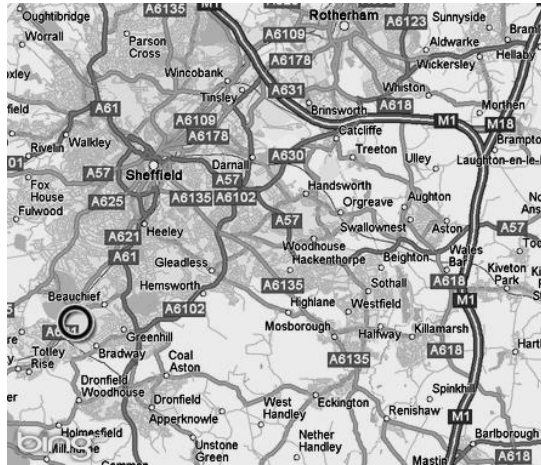 Oughtibridge
A6135
M1
Rotherham
A6123
Sunnyside
Worrall
Parson
Cross
A6109
Aldwarke
Bram
Wickersley
Hellaby
A6178
Wincobank
Tinsley
A631
Whiston
Brinsworth
A618
Morthen
A61
A6109
A6178
M1
M18
Catcliffe
Brampto
Rivelin
Walkley
Treeton
Laughton-en-le-
Darnall
A630
Ulley
A57
Sheffield
A57
Fox
House
A6135
A6102
Handsworth
Aughton
Fulwood
A625
Orgreave
A57
Swallownest
Aston
A57
A621
Heeley
Woodhouse
A61
Hackenthorpe
Beighton
Wales
Bar
Gleadless
Kiveton
Park
A6135
Sothall
A618
Beauchief
Hemsworth
M1
A6102
Highlane
Westfield
Greenhill
Mosborough
Halfway
Killamarsh
Totley
Rise
Bradway
A6135
A618
Coal
Aston
Dronfield
Woodhouse
Dronfield
Spinkhill
Apperknowle
West
Handley
Eckington
Renishaw
M1
bing
Holmesfield
Unstone
Green
Nether
Handley
Barlborough
A618
Common